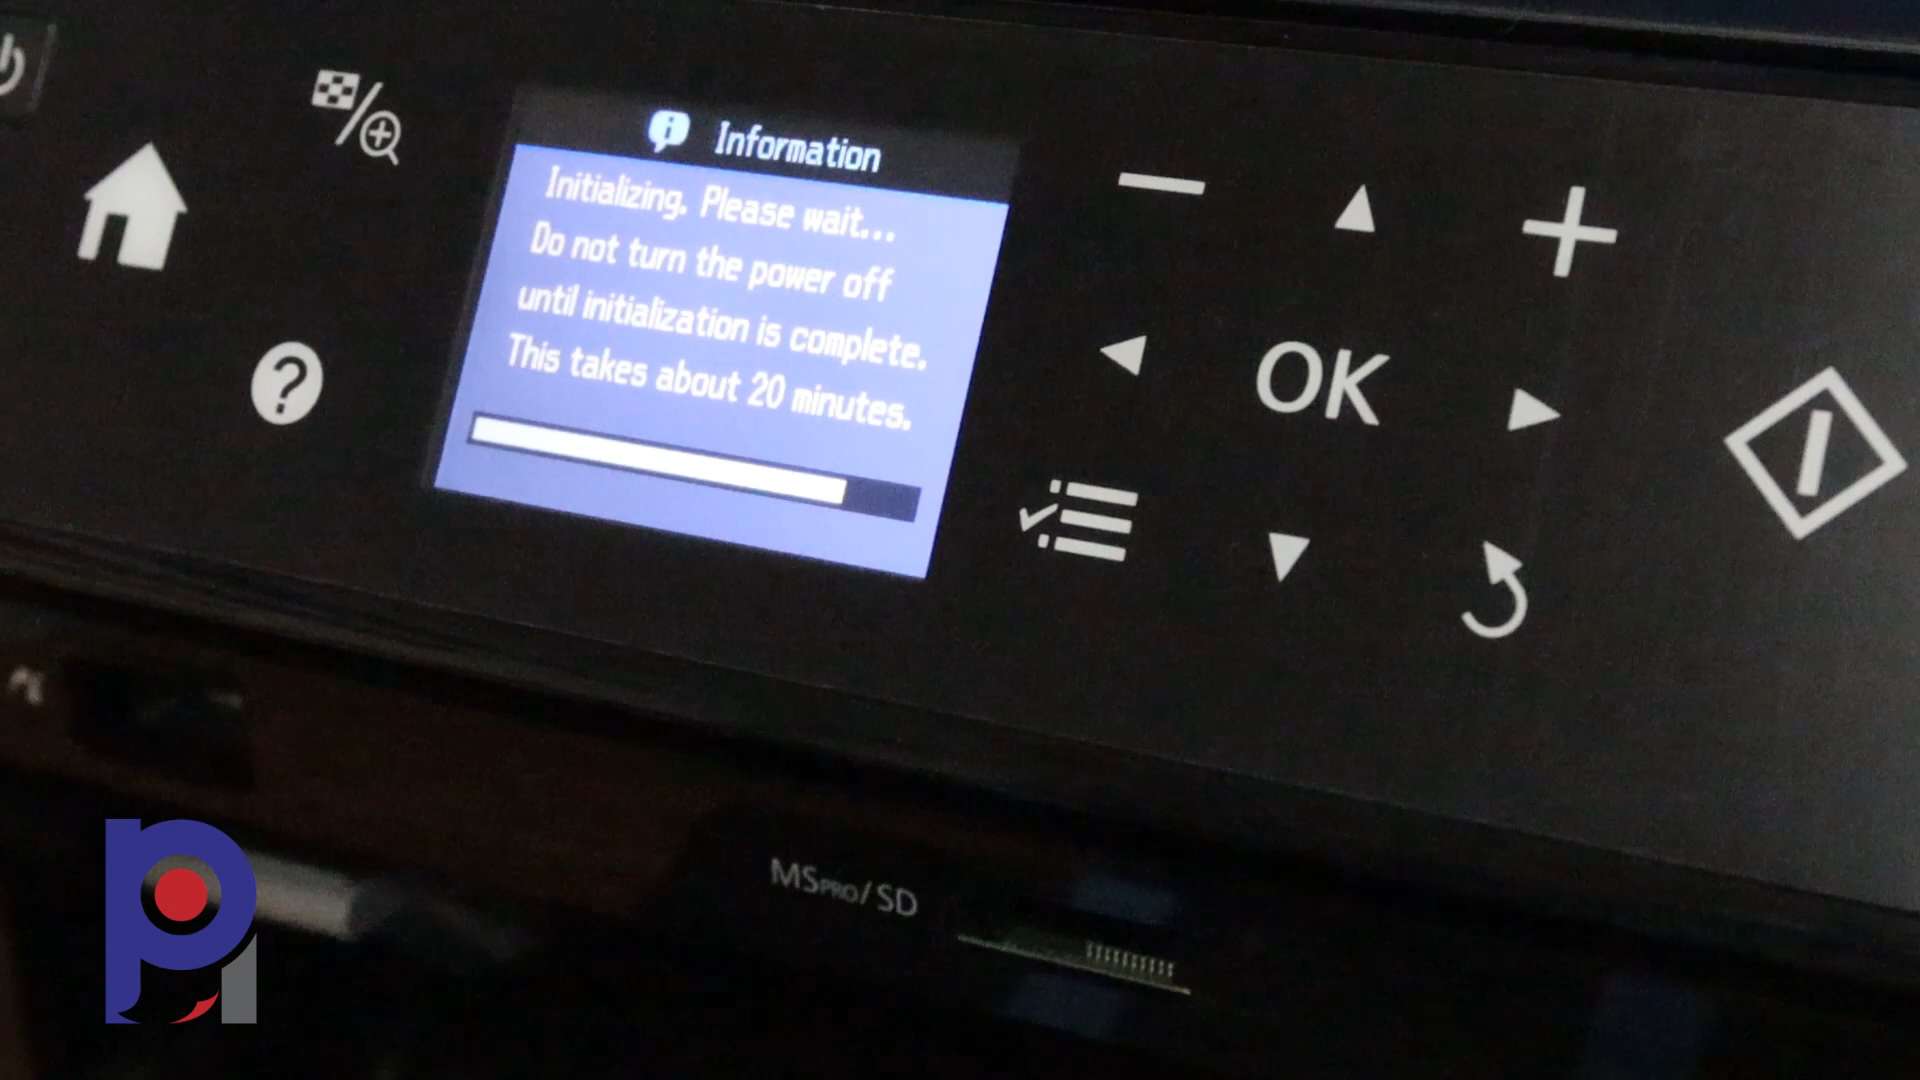 Information
Initializing. Please wait...
Do not turn the power off
until initialization is complete.
This takes about 20 minutes.
OK
MSPRO/SD